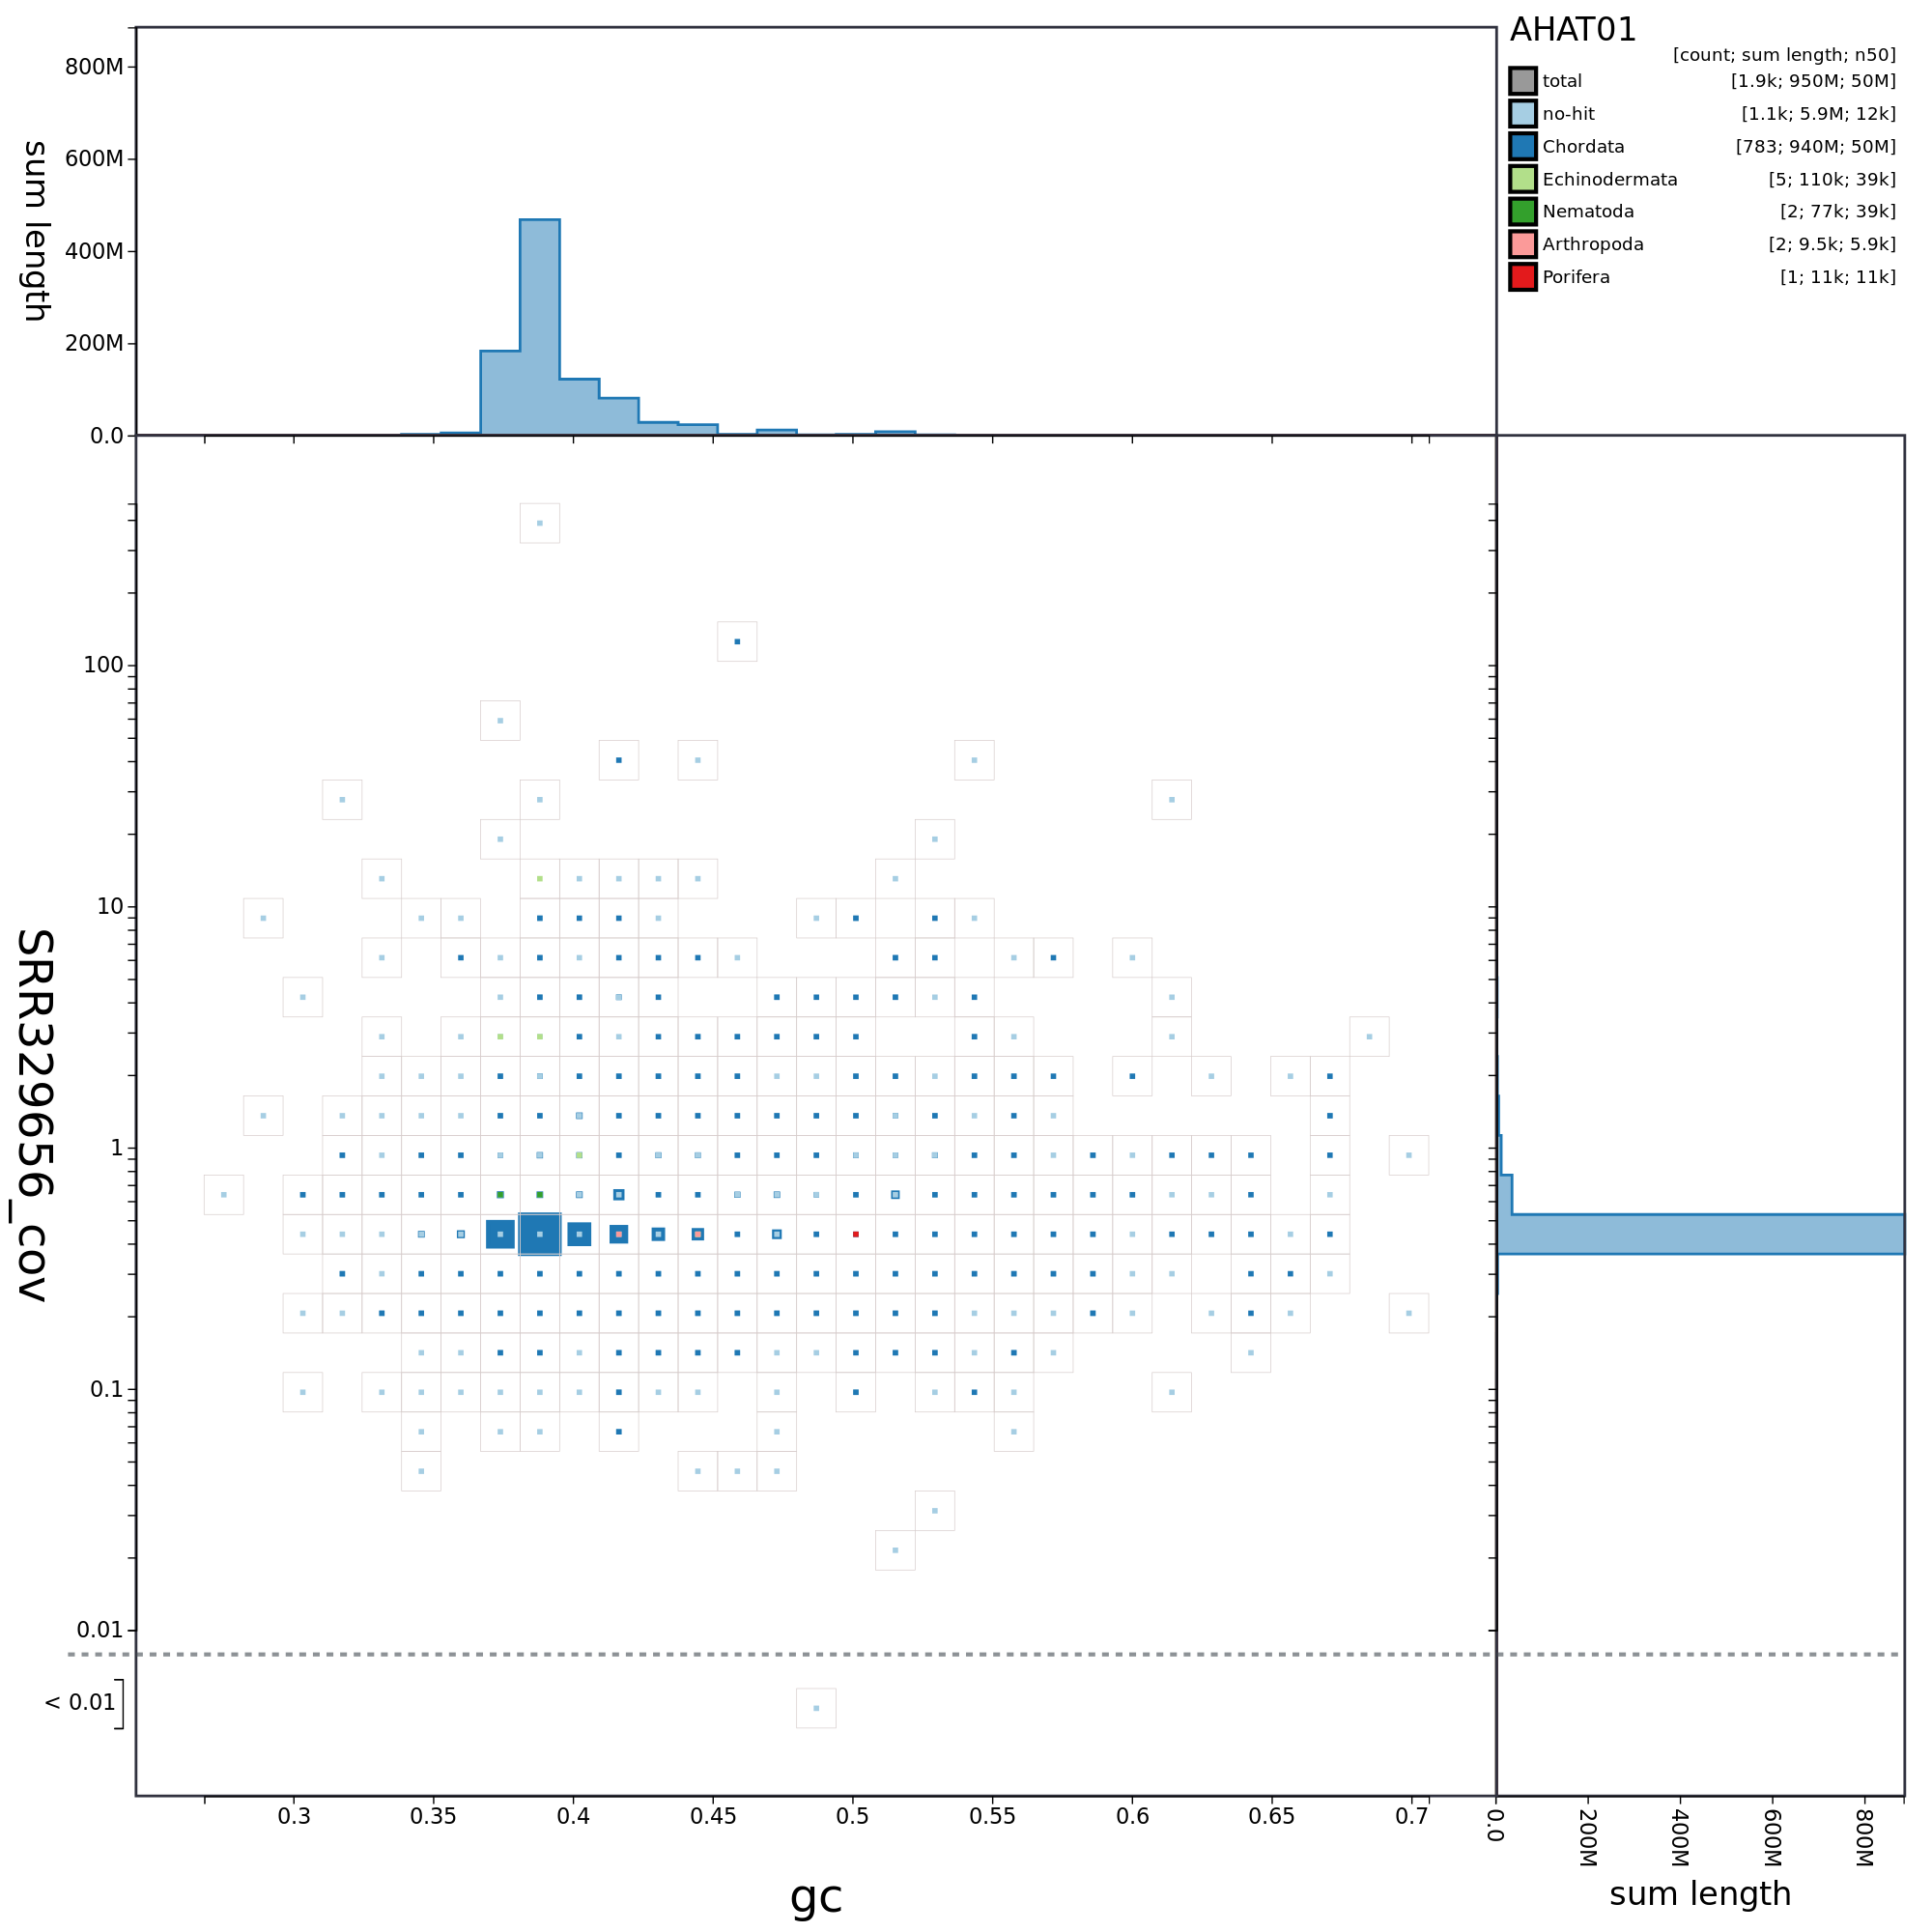 AHAT01
[count; sum length; n50]
total [1.9k; 950M; 50M]
no-hit [1.1k; 5.9M; 12k]
Chordata [783; 940M; 50M]
Echinodermata [5; 110k; 39k]
Nematoda [2; 77k; 39k]
Arthropoda [2; 9.5k; 5.9k]
Porifera [1; 11k; 11k]
sum length
800M
600M
400M
200M
0.0
SRR329656_cov
100
10
1
0.1
0.01
< 0.01
0.3 0.35 0.4 0.45 0.5 0.55 0.6 0.65 0.7
gc
0.0 200M 400M 600M 800M
sum length